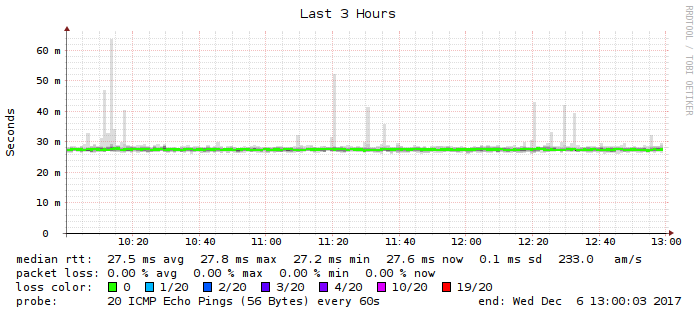 Last 3 Hours
RRDTOOL / TOBI OETIKER
Seconds
60 m
50 m
40 m
30 m
20 m
10 m
0
10:20 10:40 11:00 11:20 11:40 12:00 12:20 12:40 13:00
median rtt: 27.5 ms avg 27.8 ms max 27.2 ms min 27.6 ms now 0.1 ms sd 233.0 am/s
packet loss: 0.00 % avg 0.00 % max 0.00 % min 0.00 % now
loss color: 0 1/20 2/20 3/20 4/20 10/20 19/20
probe: 20 ICMP Echo Pings (56 Bytes) every 60s end: Wed Dec 6 13:00:03 2017